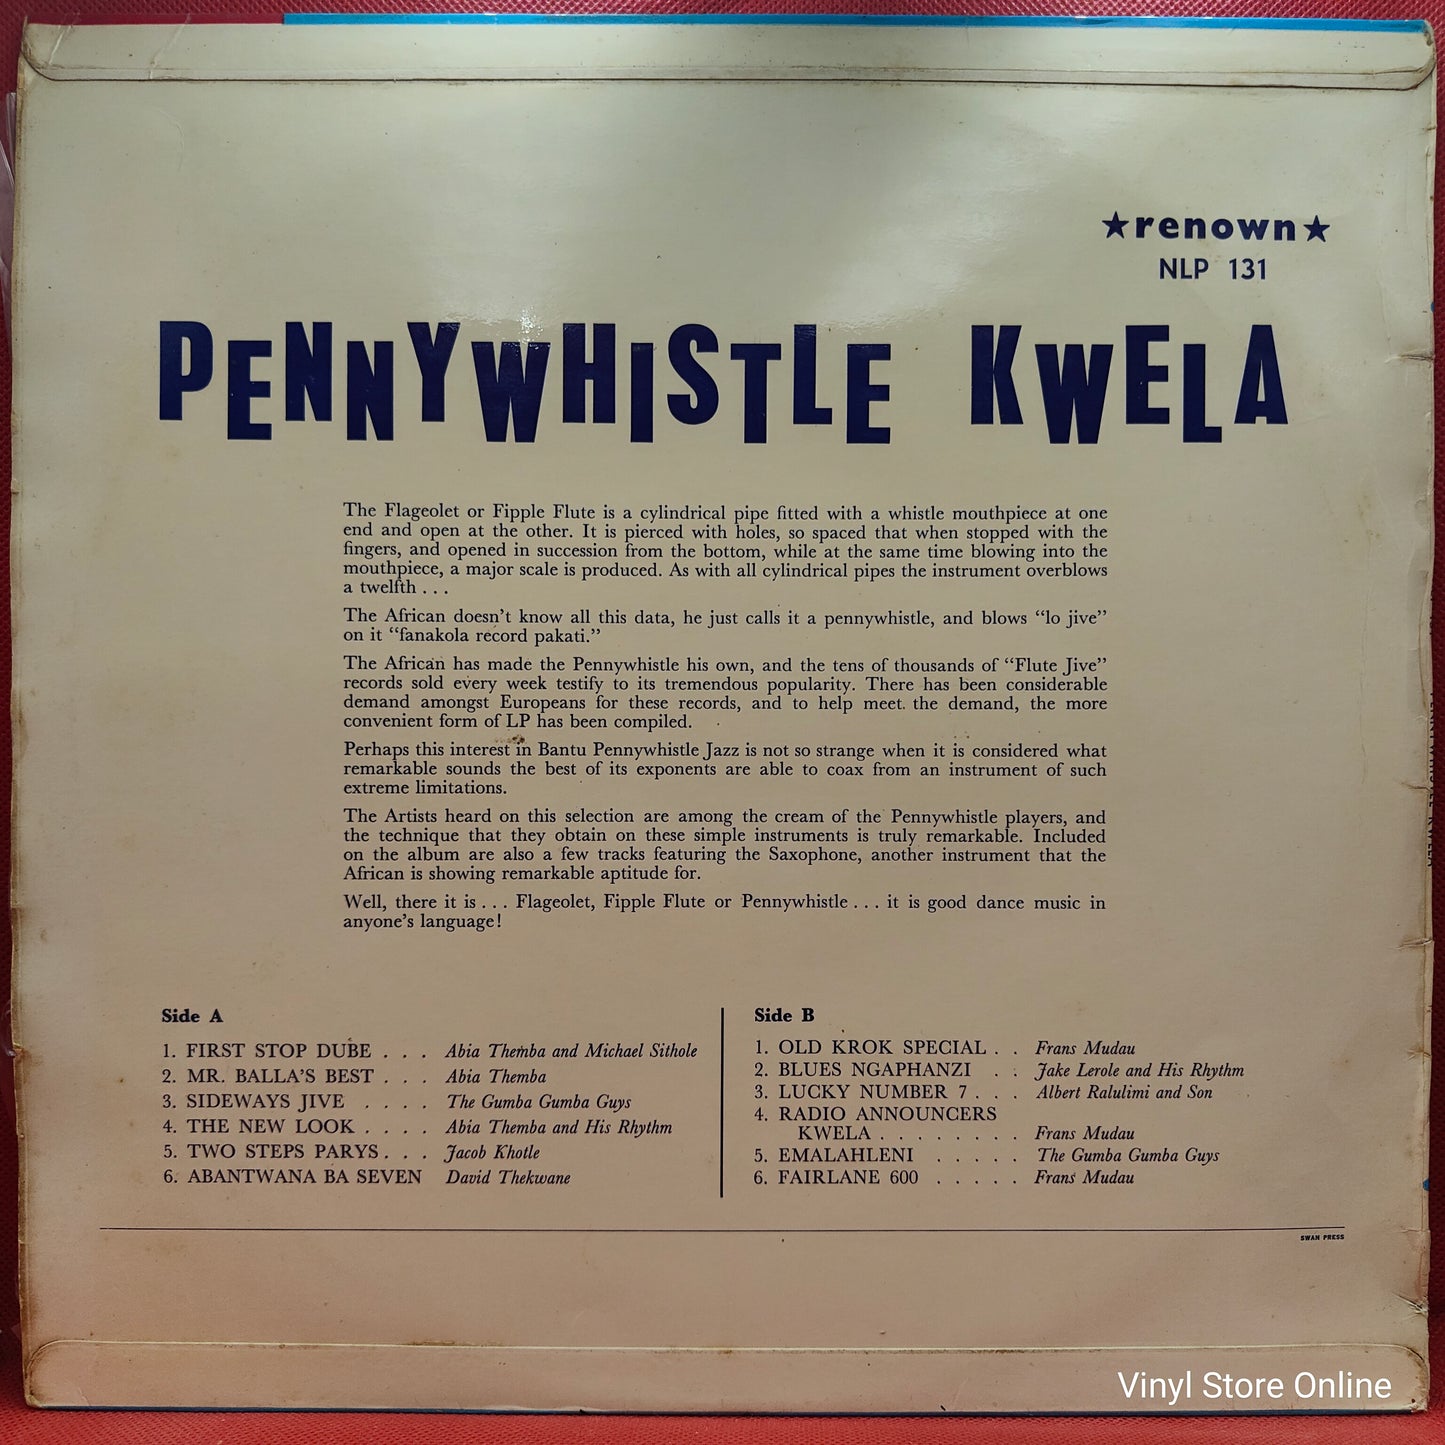 ★renown★
NLP 131
PENNYWHISTLE KWELA
The Flageolet or Fipple Flute is a cylindrical pipe fitted with a whistle mouthpiece at one
end and open at the other. It is pierced with holes, so spaced that when stopped with the
fingers, and opened in succession from the bottom, while at the same time blowing into the
mouthpiece, a major scale is produced. As with all cylindrical pipes the instrument overblows
a twelfth . . .
The African doesn't know all this data, he just calls it a pennywhistle, and blows "lo jive"
on it "fanakola record pakati."
The African has made the Pennywhistle his own, and the tens of thousands of "Flute Jive"
records sold every week testify to its tremendous popularity. There has been considerable
demand amongst Europeans for these records, and to help meet. the demand, the more
convenient form of LP has been compiled.
Perhaps this interest in Bantu Pennywhistle Jazz is not so strange when it is considered what
remarkable sounds the best of its exponents are able to coax from an instrument of such
extreme limitations.
The Artists heard on this selection are among the cream of the Pennywhistle players, and
the technique that they obtain on these simple instruments is truly remarkable. Included
on the album are also a few tracks featuring the Saxophone, another instrument that the
African is showing remarkable aptitude for.
Well, there it is . . . Flageolet, Fipple Flute or Pennywhistle . . . it is good dance music in
anyone's language!
Side A
1. FIRST STOP DUBE . . . Abia Themba and Michael Sithole
2. MR. BALLA'S BEST . . . Abia Themba
3. SIDEWAYS JIVE . . . . The Gumba Gumba Guys
4. THE NEW LOOK . . . . Abia Themba and His Rhythm
5. TWO STEPS PARYS . . . Jacob Khotle
6. ABANTWANA BA SEVEN David Thekwane
Side B
1. OLD KROK SPECIAL . . Frans Mudau
2. BLUES NGAPHANZI . . Jake Lerole and His Rhythm
3. LUCKY NUMBER 7 . . . Albert Ralulimi and Son
4. RADIO ANNOUNCERS
KWELA . . . . . . . . Frans Mudau
5. EMALAHLENI . . . . . The Gumba Gumba Guys
6. FAIRLANE 600 . . . . . Frans Mudau
SWAN PRESS
Vinyl Store Online